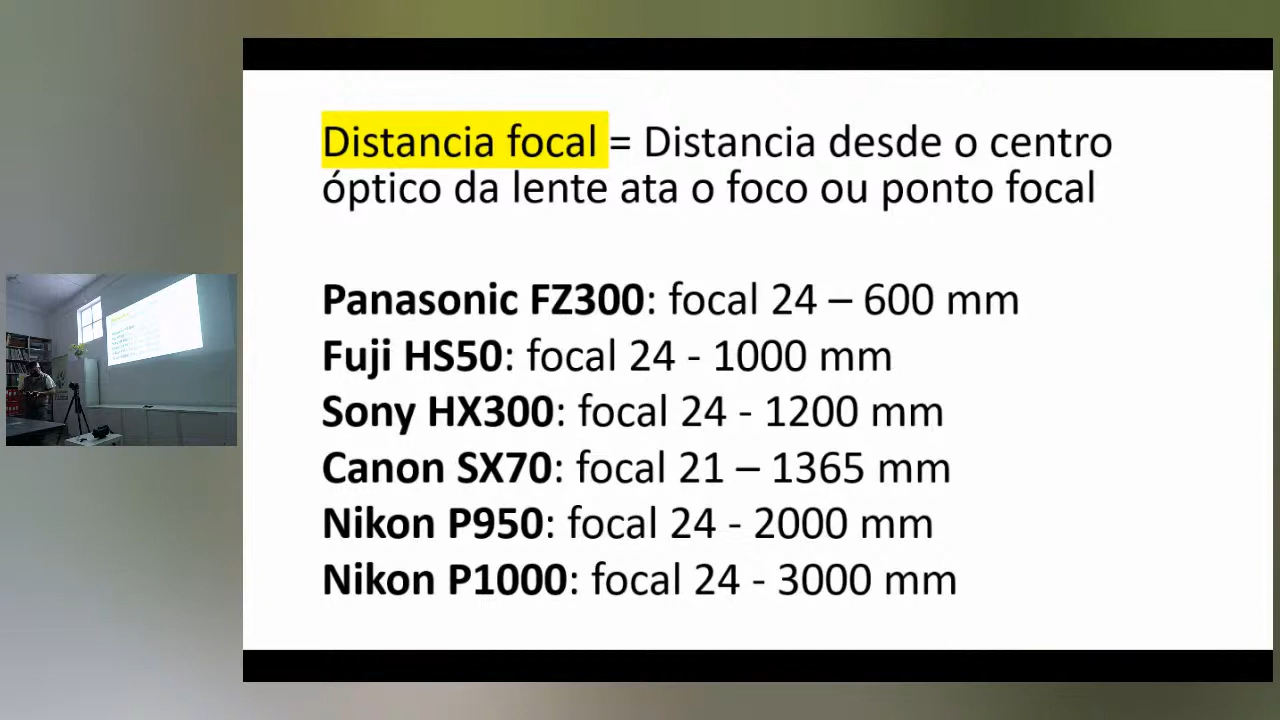 Distancia focal = Distancia desde o centro
óptico da lente ata o foco ou ponto focal
Panasonic FZ300: focal 24 – 600 mm
Fuji HS50: focal 24 - 1000 mm
Sony HX300: focal 24 - 1200 mm
Canon SX70: focal 21 – 1365 mm
Nikon P950: focal 24 - 2000 mm
Nikon P1000: focal 24 - 3000 mm